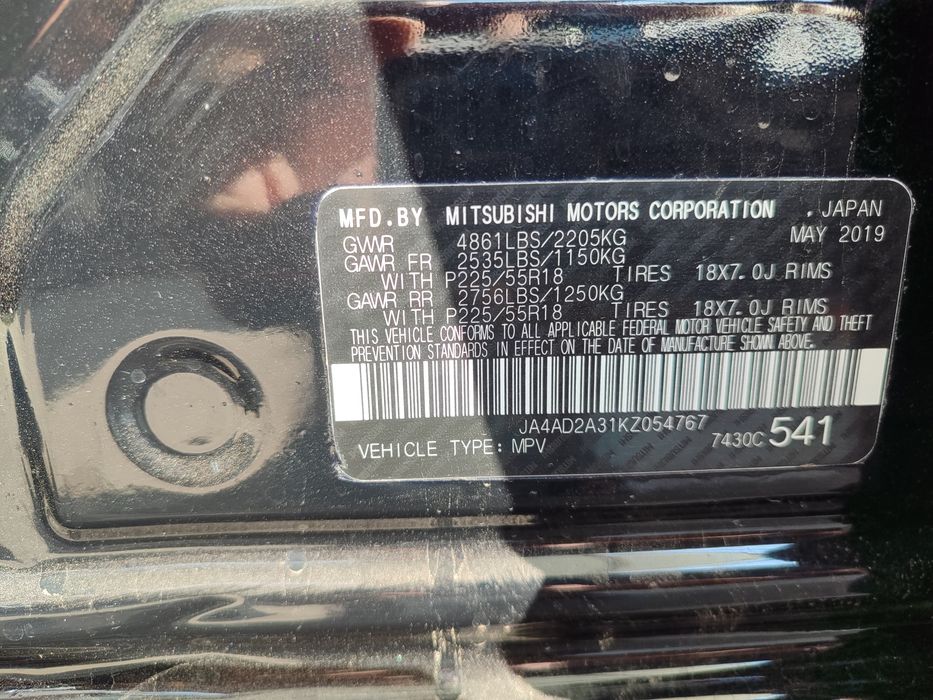 MFD.BY MITSUBISHI MOTORS CORPORATION . JAPAN
GVWR 4861LBS/2205KG MAY 2019
GAWR FR 2535LBS/1150KG
WITH P225/55R18 TIRES 18X7.0J RIMS
GAWR RR 2756LBS/1250KG
WITH P225/55R18 TIRES 18X7.0J RIMS
THIS VEHICLE CONFORMS TO ALL APPLICABLE FEDERAL MOTOR VEHICLE SAFETY AND THEFT
PREVENTION STANDARDS IN EFFECT ON THE DATE OF MANUFACTURE SHOWN ABOVE.
JA4AD2A31KZ054767
VEHICLE TYPE: MPV 7430C 541